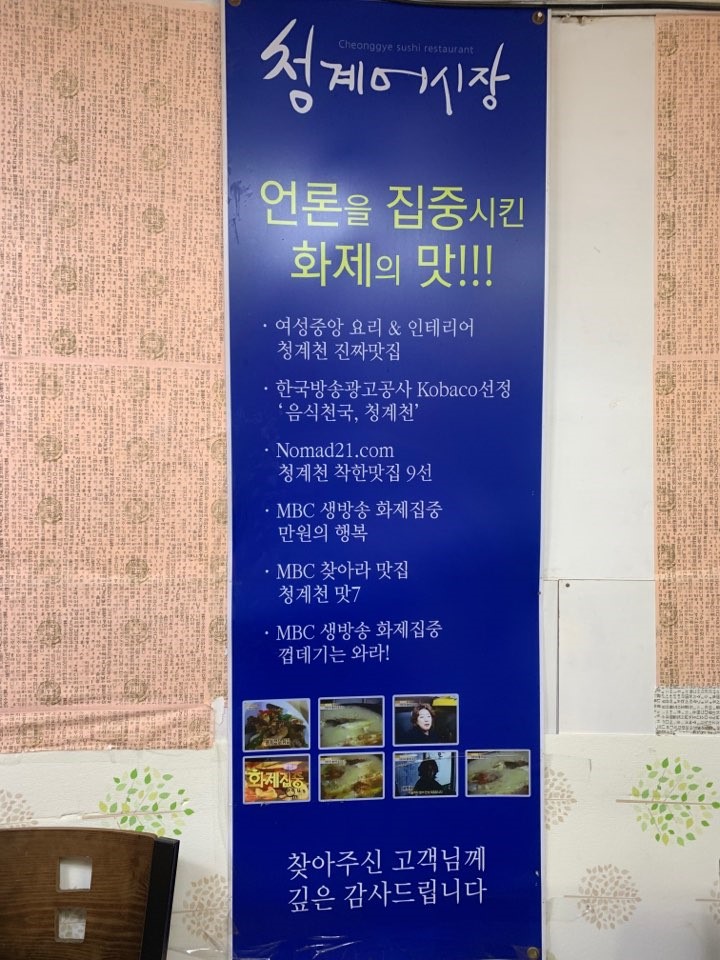 Cheonggye sushi restaurant
청계어시장
언론을 집중시킨
화제의 맛!!!
· 여성중앙 요리 & 인테리어
청계천 진짜맛집
· 한국방송광고공사 Kobaco선정
‘음식천국, 청계천’
· Nomad21.com
청계천 착한맛집 9선
· MBC 생방송 화제집중
만원의 행복
· MBC 찾아라 맛집
청계천 맛7
· MBC 생방송 화제집중
껍데기는 와라!
화제집중
찾아주신 고객님께
깊은 감사드립니다